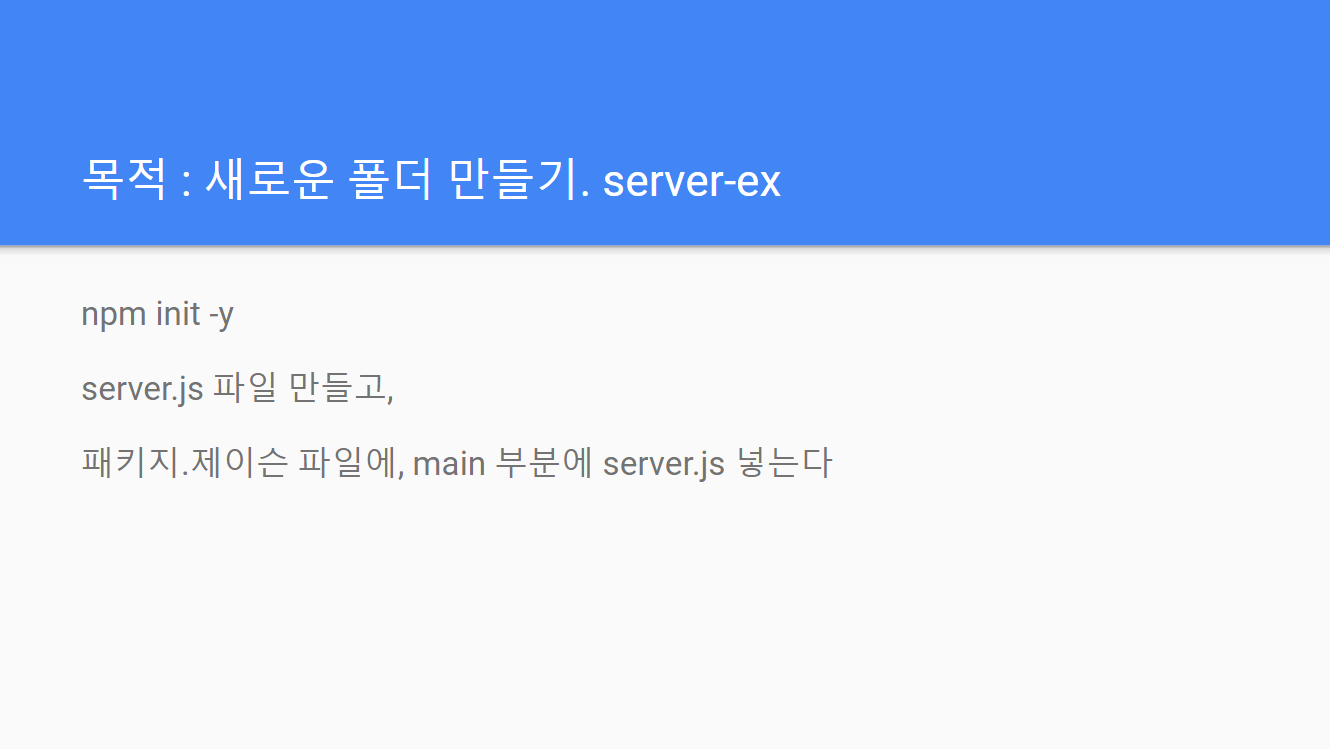 목적 : 새로운 폴더 만들기. server-ex
npm init -y
server.js 파일 만들고,
패키지.제이슨 파일에, main 부분에 server.js 넣는다